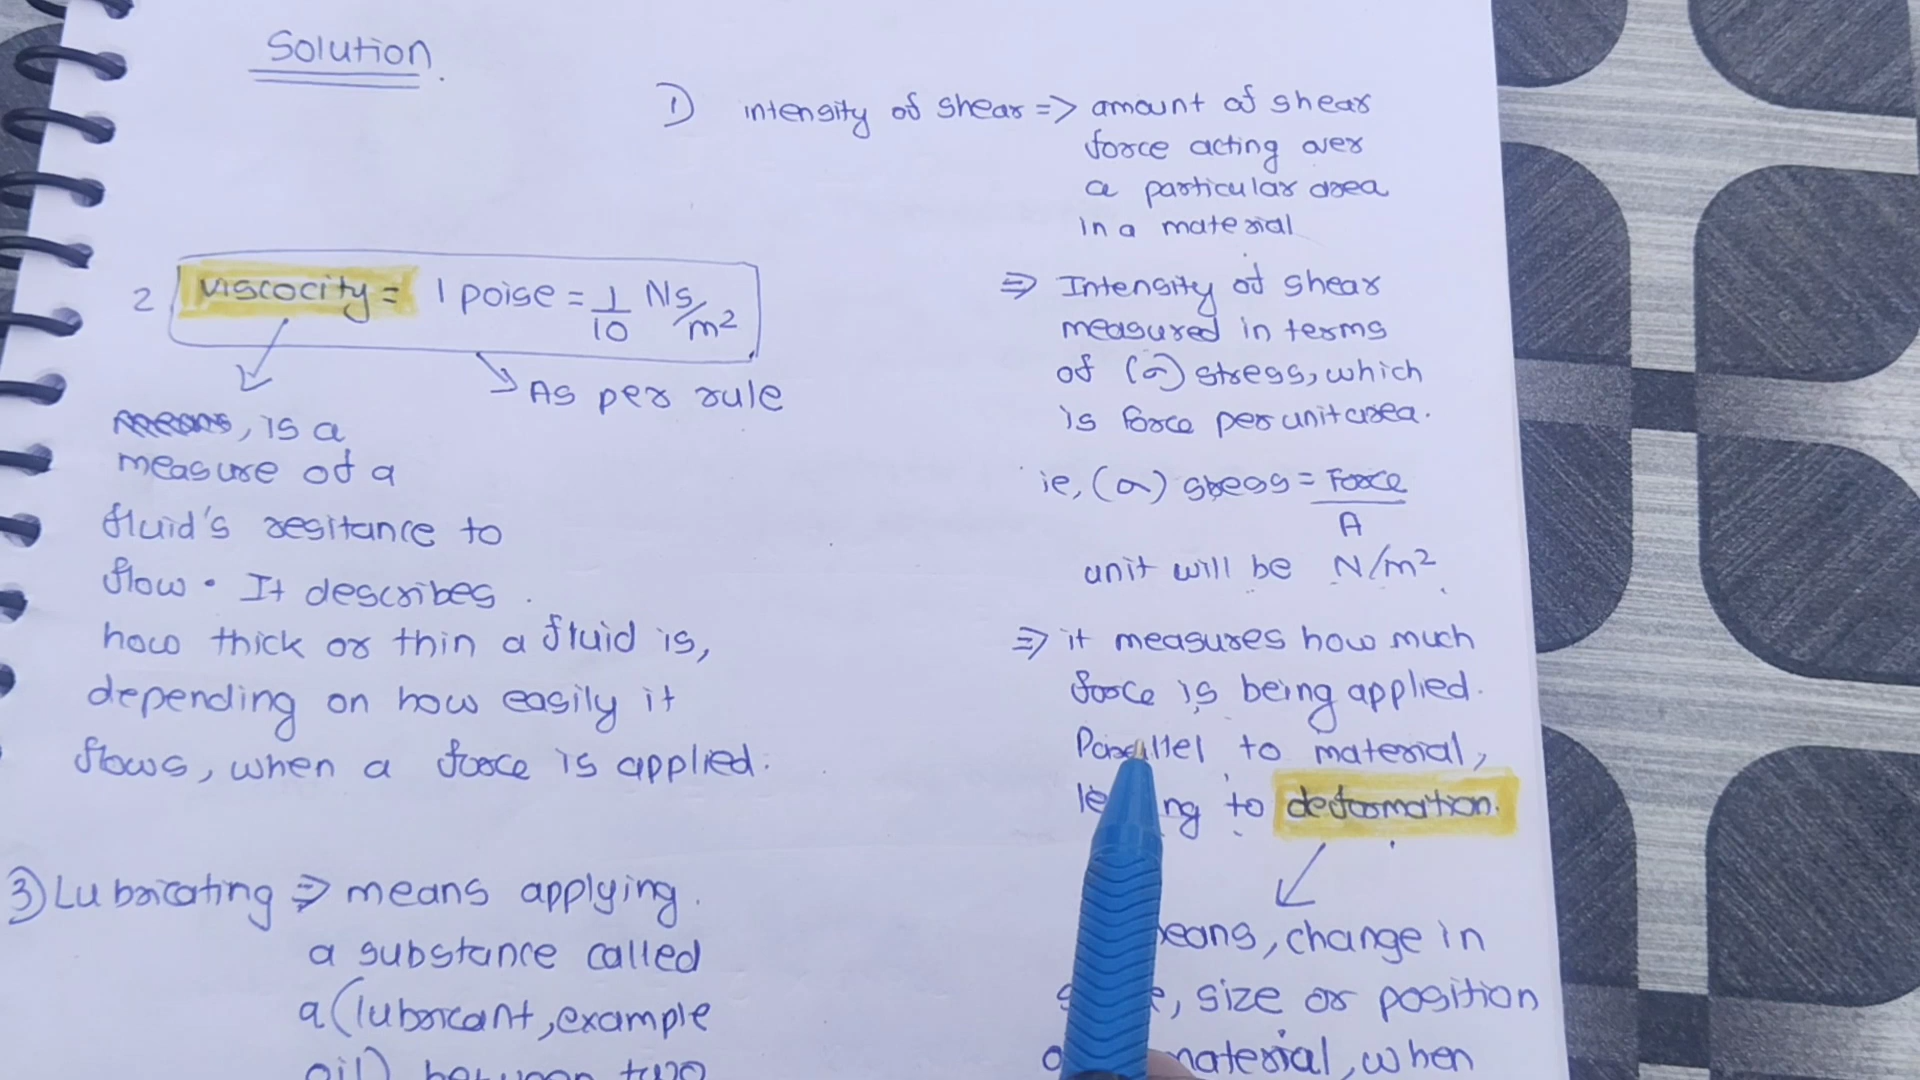 Solution.
1) intensity of shear => amount of shear
force acting over
a particular area
in a material
=> Intensity of shear
measured in terms
of (σ) stress, which
is force per unit area.
ie, (σ) stress = Force
A
unit will be N/m²
=> it measures how much
force is being applied.
Parallel to material,
to deformation.
change in
, size or position
material, when
2 viscocity = 1 poise = 1/10 Ns/m²
As per rule
, is a
measure of a
fluid's resitance to
flow. It describes
how thick or thin a fluid is,
depending on how easily it
flows, when a force is applied.
3) Lubricating => means applying.
a substance called
a (lubricant, example
oil) between two